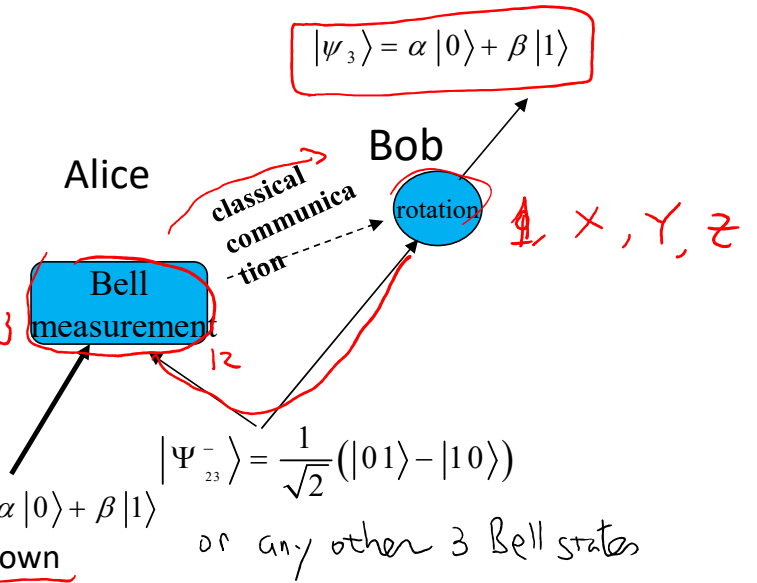 |ψ₃⟩ = α|0⟩ + β|1⟩
Alice
Bob
classical
communica
tion
rotation
1, X, Y, Z
Bell
measurement
12
|Ψ⁻₂₃⟩ = 1/√2 (|01⟩ − |10⟩)
α|0⟩ + β|1⟩
own
or any other 3 Bell states